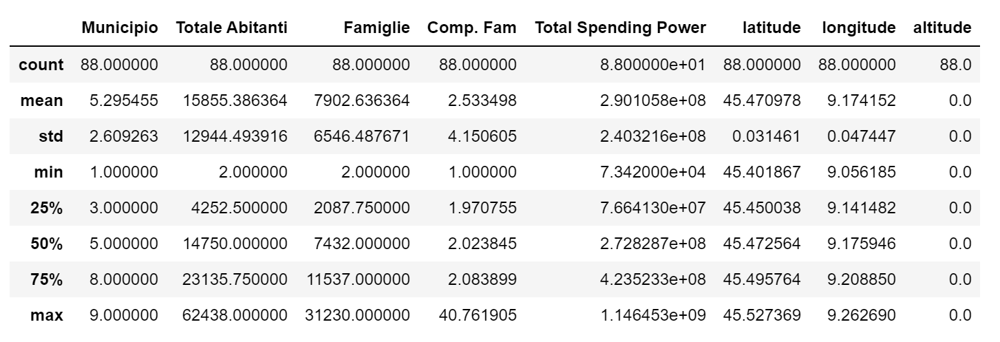 Municipio Totale Abitanti Famiglie Comp. Fam Total Spending Power latitude longitude altitude
count 88.000000 88.000000 88.000000 88.000000 8.800000e+01 88.000000 88.000000 88.0
mean 5.295455 15855.386364 7902.636364 2.533498 2.901058e+08 45.470978 9.174152 0.0
std 2.609263 12944.493916 6546.487671 4.150605 2.403216e+08 0.031461 0.047447 0.0
min 1.000000 2.000000 2.000000 1.000000 7.342000e+04 45.401867 9.056185 0.0
25% 3.000000 4252.500000 2087.750000 1.970755 7.664130e+07 45.450038 9.141482 0.0
50% 5.000000 14750.000000 7432.000000 2.023845 2.728287e+08 45.472564 9.175946 0.0
75% 8.000000 23135.750000 11537.000000 2.083899 4.235233e+08 45.495764 9.208850 0.0
max 9.000000 62438.000000 31230.000000 40.761905 1.146453e+09 45.527369 9.262690 0.0